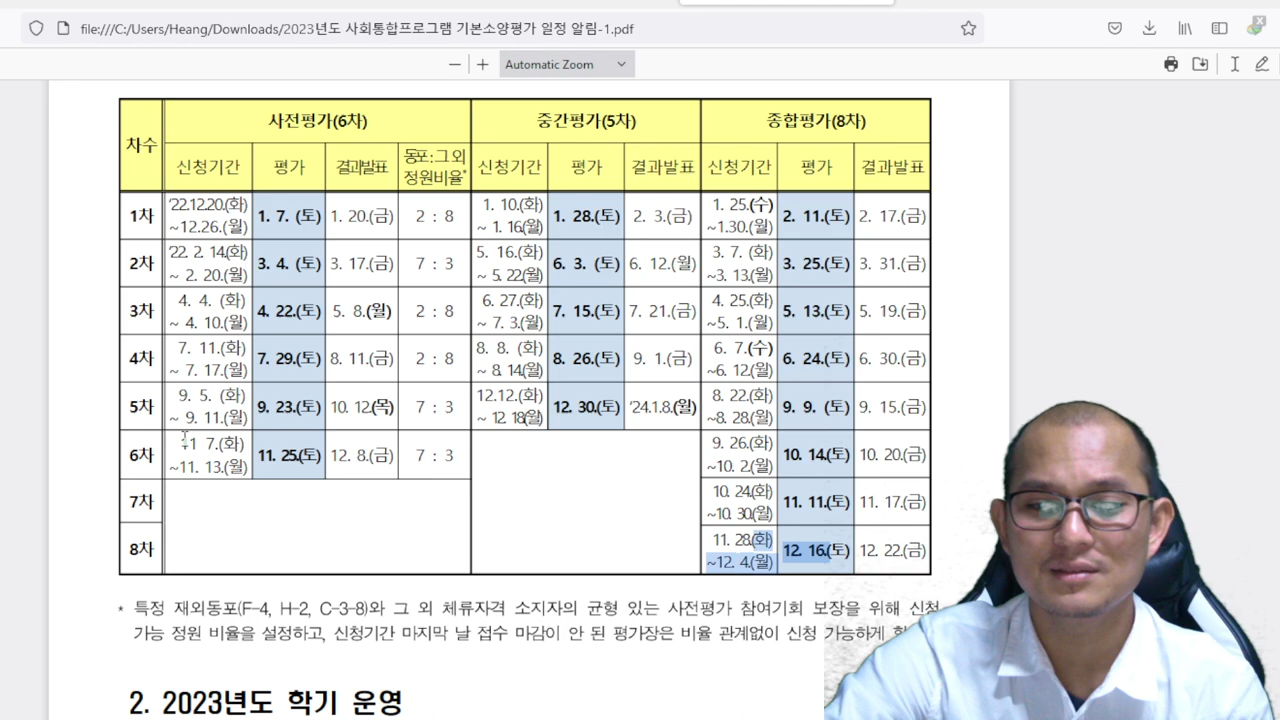 file:///C:/Users/Heang/Downloads/2023년도 사회통합프로그램 기본소양평가 일정 알림-1.pdf
Automatic Zoom
차수 사전평가(6차) 중간평가(5차) 종합평가(8차)
신청기간 평가 결과발표 동포:그 외 정원비율* 신청기간 평가 결과발표 신청기간 평가 결과발표
1차 '22.12.20.(화) ~12.26.(월) 1. 7. (토) 1. 20.(금) 2 : 8 1. 10.(화) ~ 1. 16.(월) 1. 28.(토) 2. 3.(금) 1. 25.(수) ~1.30.(월) 2. 11.(토) 2. 17.(금)
2차 '22. 2. 14.(화) ~ 2. 20.(월) 3. 4. (토) 3. 17.(금) 7 : 3 5. 16.(화) ~ 5. 22.(월) 6. 3. (토) 6. 12.(월) 3. 7. (화) ~3. 13.(월) 3. 25.(토) 3. 31.(금)
3차 4. 4. (화) ~ 4. 10.(월) 4. 22.(토) 5. 8.(월) 2 : 8 6. 27.(화) ~ 7. 3.(월) 7. 15.(토) 7. 21.(금) 4. 25.(화) ~5. 1.(월) 5. 13.(토) 5. 19.(금)
4차 7. 11.(화) ~ 7. 17.(월) 7. 29.(토) 8. 11.(금) 2 : 8 8. 8. (화) ~ 8. 14.(월) 8. 26.(토) 9. 1.(금) 6. 7.(수) ~6. 12.(월) 6. 24.(토) 6. 30.(금)
5차 9. 5. (화) ~ 9. 11.(월) 9. 23.(토) 10. 12.(목) 7 : 3 12.12.(화) ~ 12. 18.(월) 12. 30.(토) '24.1.8.(월) 8. 22.(화) ~8. 28.(월) 9. 9. (토) 9. 15.(금)
6차 7.(화) ~11. 13.(월) 11. 25.(토) 12. 8.(금) 7 : 3 9. 26.(화) ~10. 2.(월) 10. 14.(토) 10. 20.(금)
7차 10. 24.(화) ~10. 30.(월) 11. 11.(토) 11. 17.(금)
8차 11. 28.(화) ~12. 4.(월) 12. 16.(토) 12. 22.(금)
* 특정 재외동포(F-4, H-2, C-3-8)와 그 외 체류자격 소지자의 균형 있는 사전평가 참여기회 보장을 위해 신청
가능 정원 비율을 설정하고, 신청기간 마지막 날 접수 마감이 안 된 평가장은 비율 관계없이 신청 가능하게
2. 2023년도 학기 운영